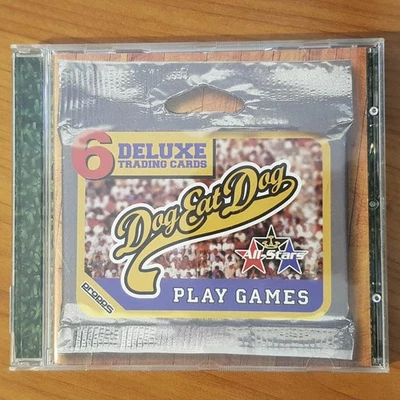 6 DELUXE
TRADING CARDS
Dog Eat Dog
All-Stars
PLAY GAMES